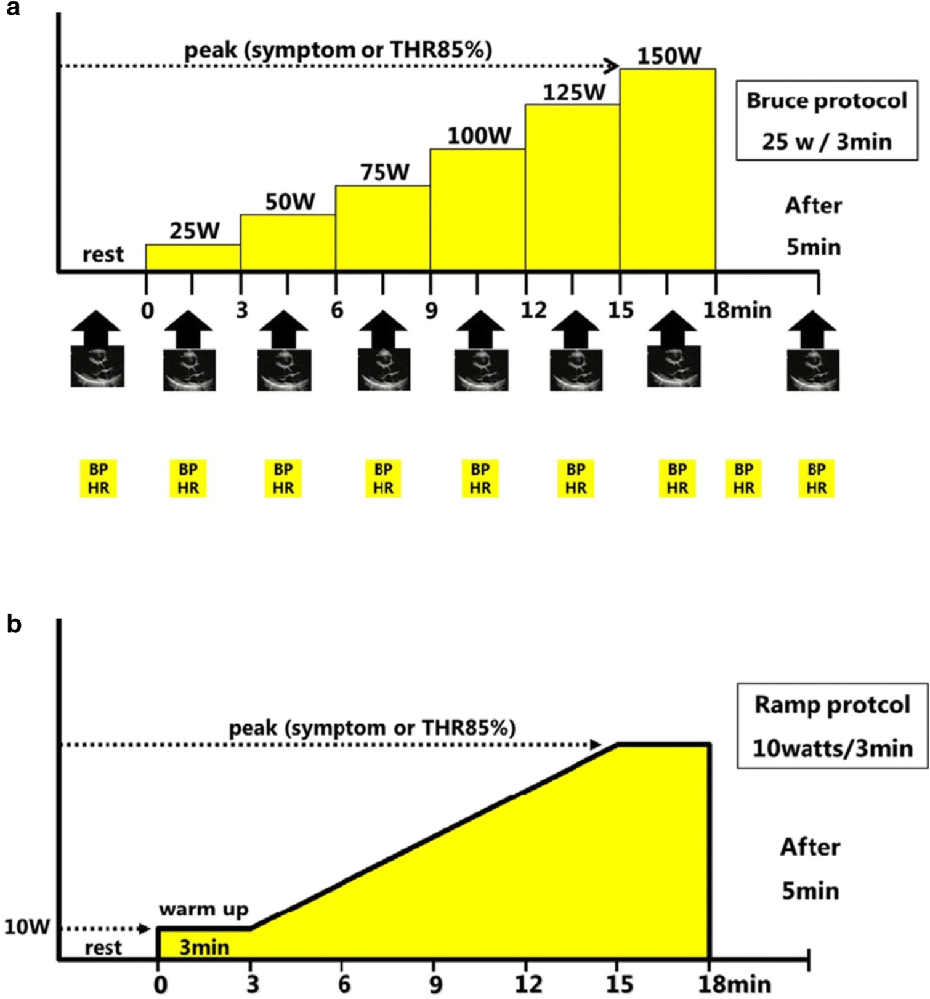 a
peak (symptom or THR85%)
150W
125W
100W
75W
50W
25W
rest
Bruce protocol
25 w / 3min
After
5min
0 3 6 9 12 15 18min
BP BP BP BP BP BP BP BP BP
HR HR HR HR HR HR HR HR HR
b
peak (symptom or THR85%)
Ramp protcol
10watts/3min
After
5min
warm up
10W
rest
3min
0 3 6 9 12 15 18min